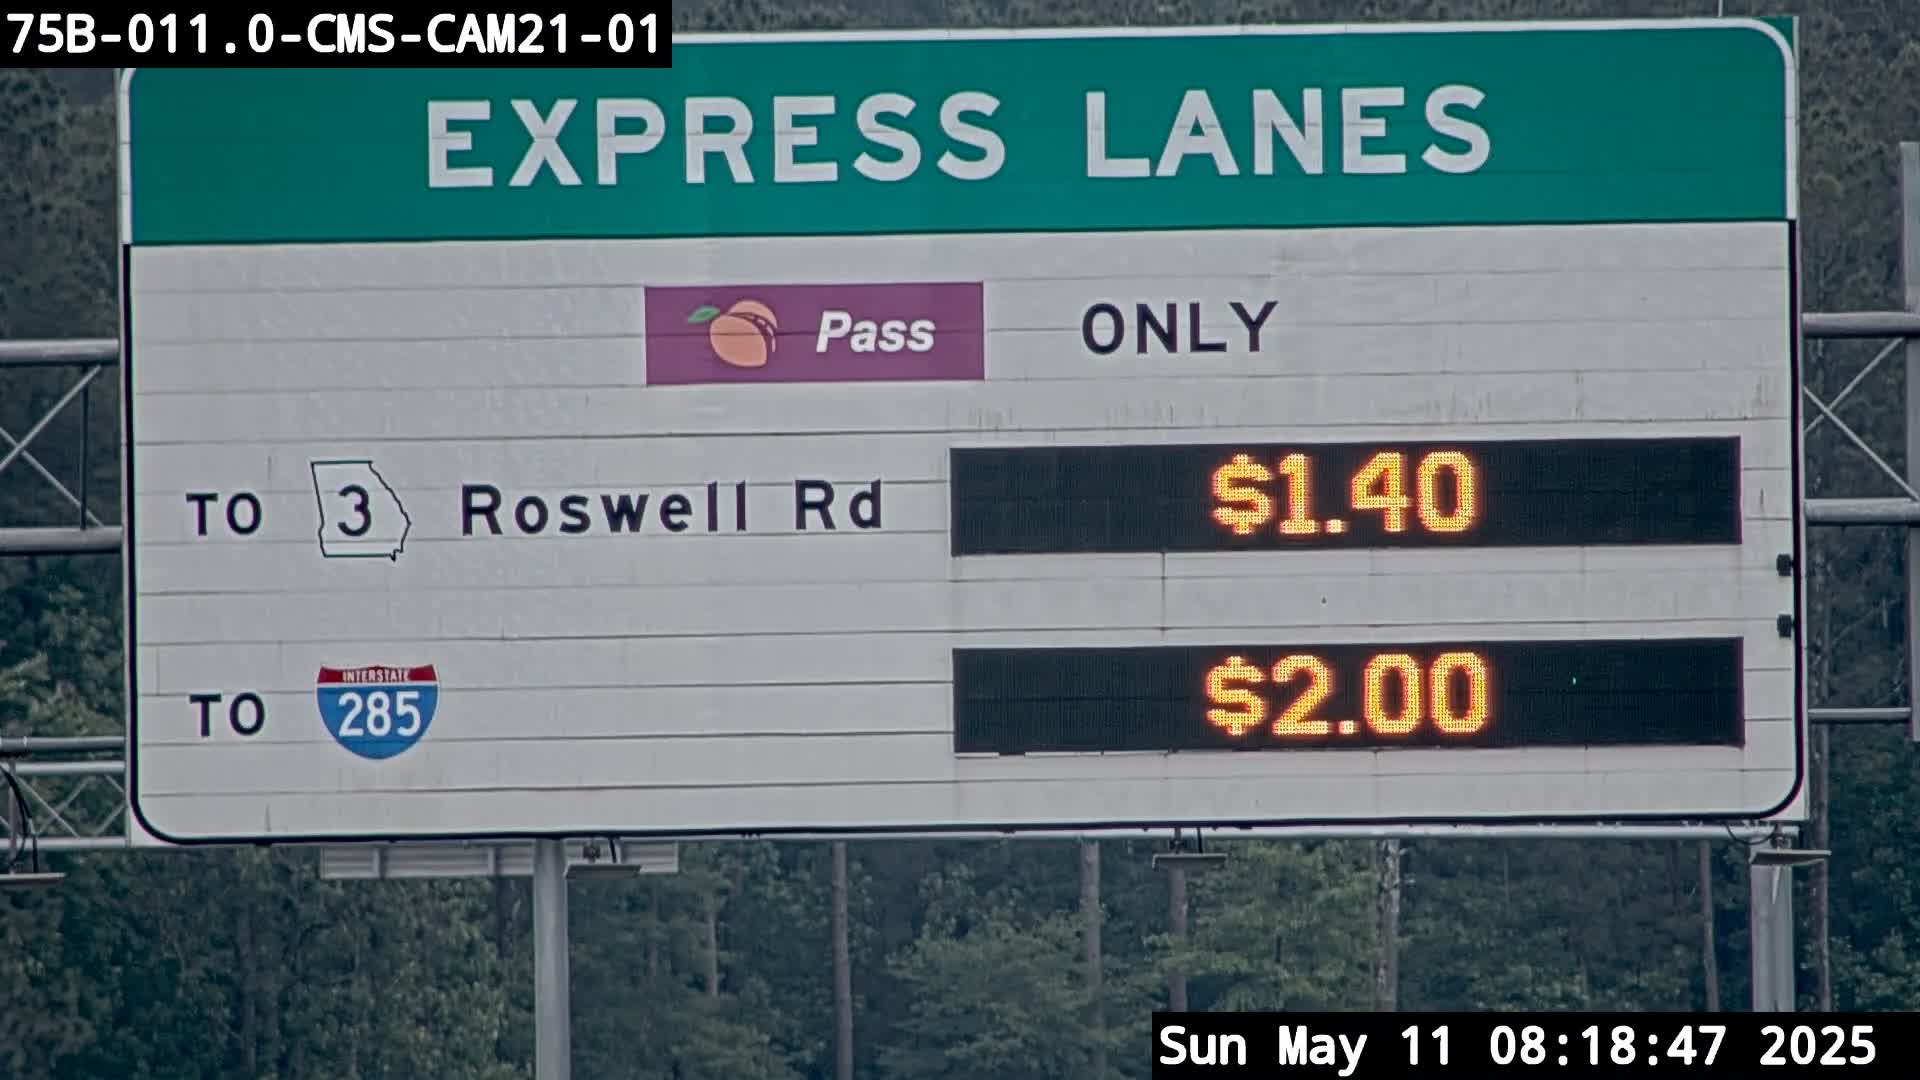 75B-011.0-CMS-CAM21-01
EXPRESS LANES
Pass ONLY
TO 3 Roswell Rd $1.40
INTERSTATE
TO 285 $2.00
Sun May 11 08:18:47 2025